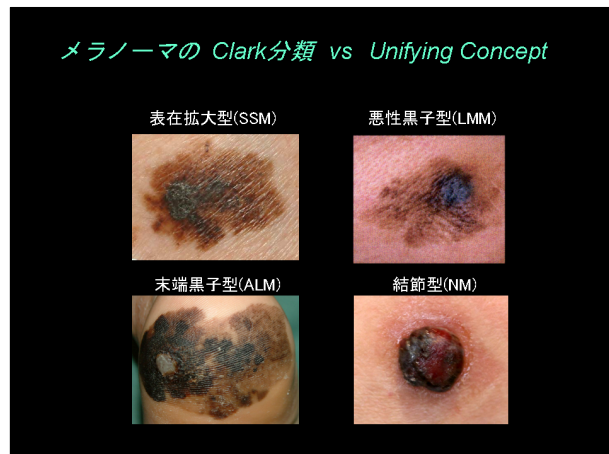 メラノーマの Clark分類 vs Unifying Concept
表在拡大型(SSM)
悪性黒子型(LMM)
末端黒子型(ALM)
結節型(NM)